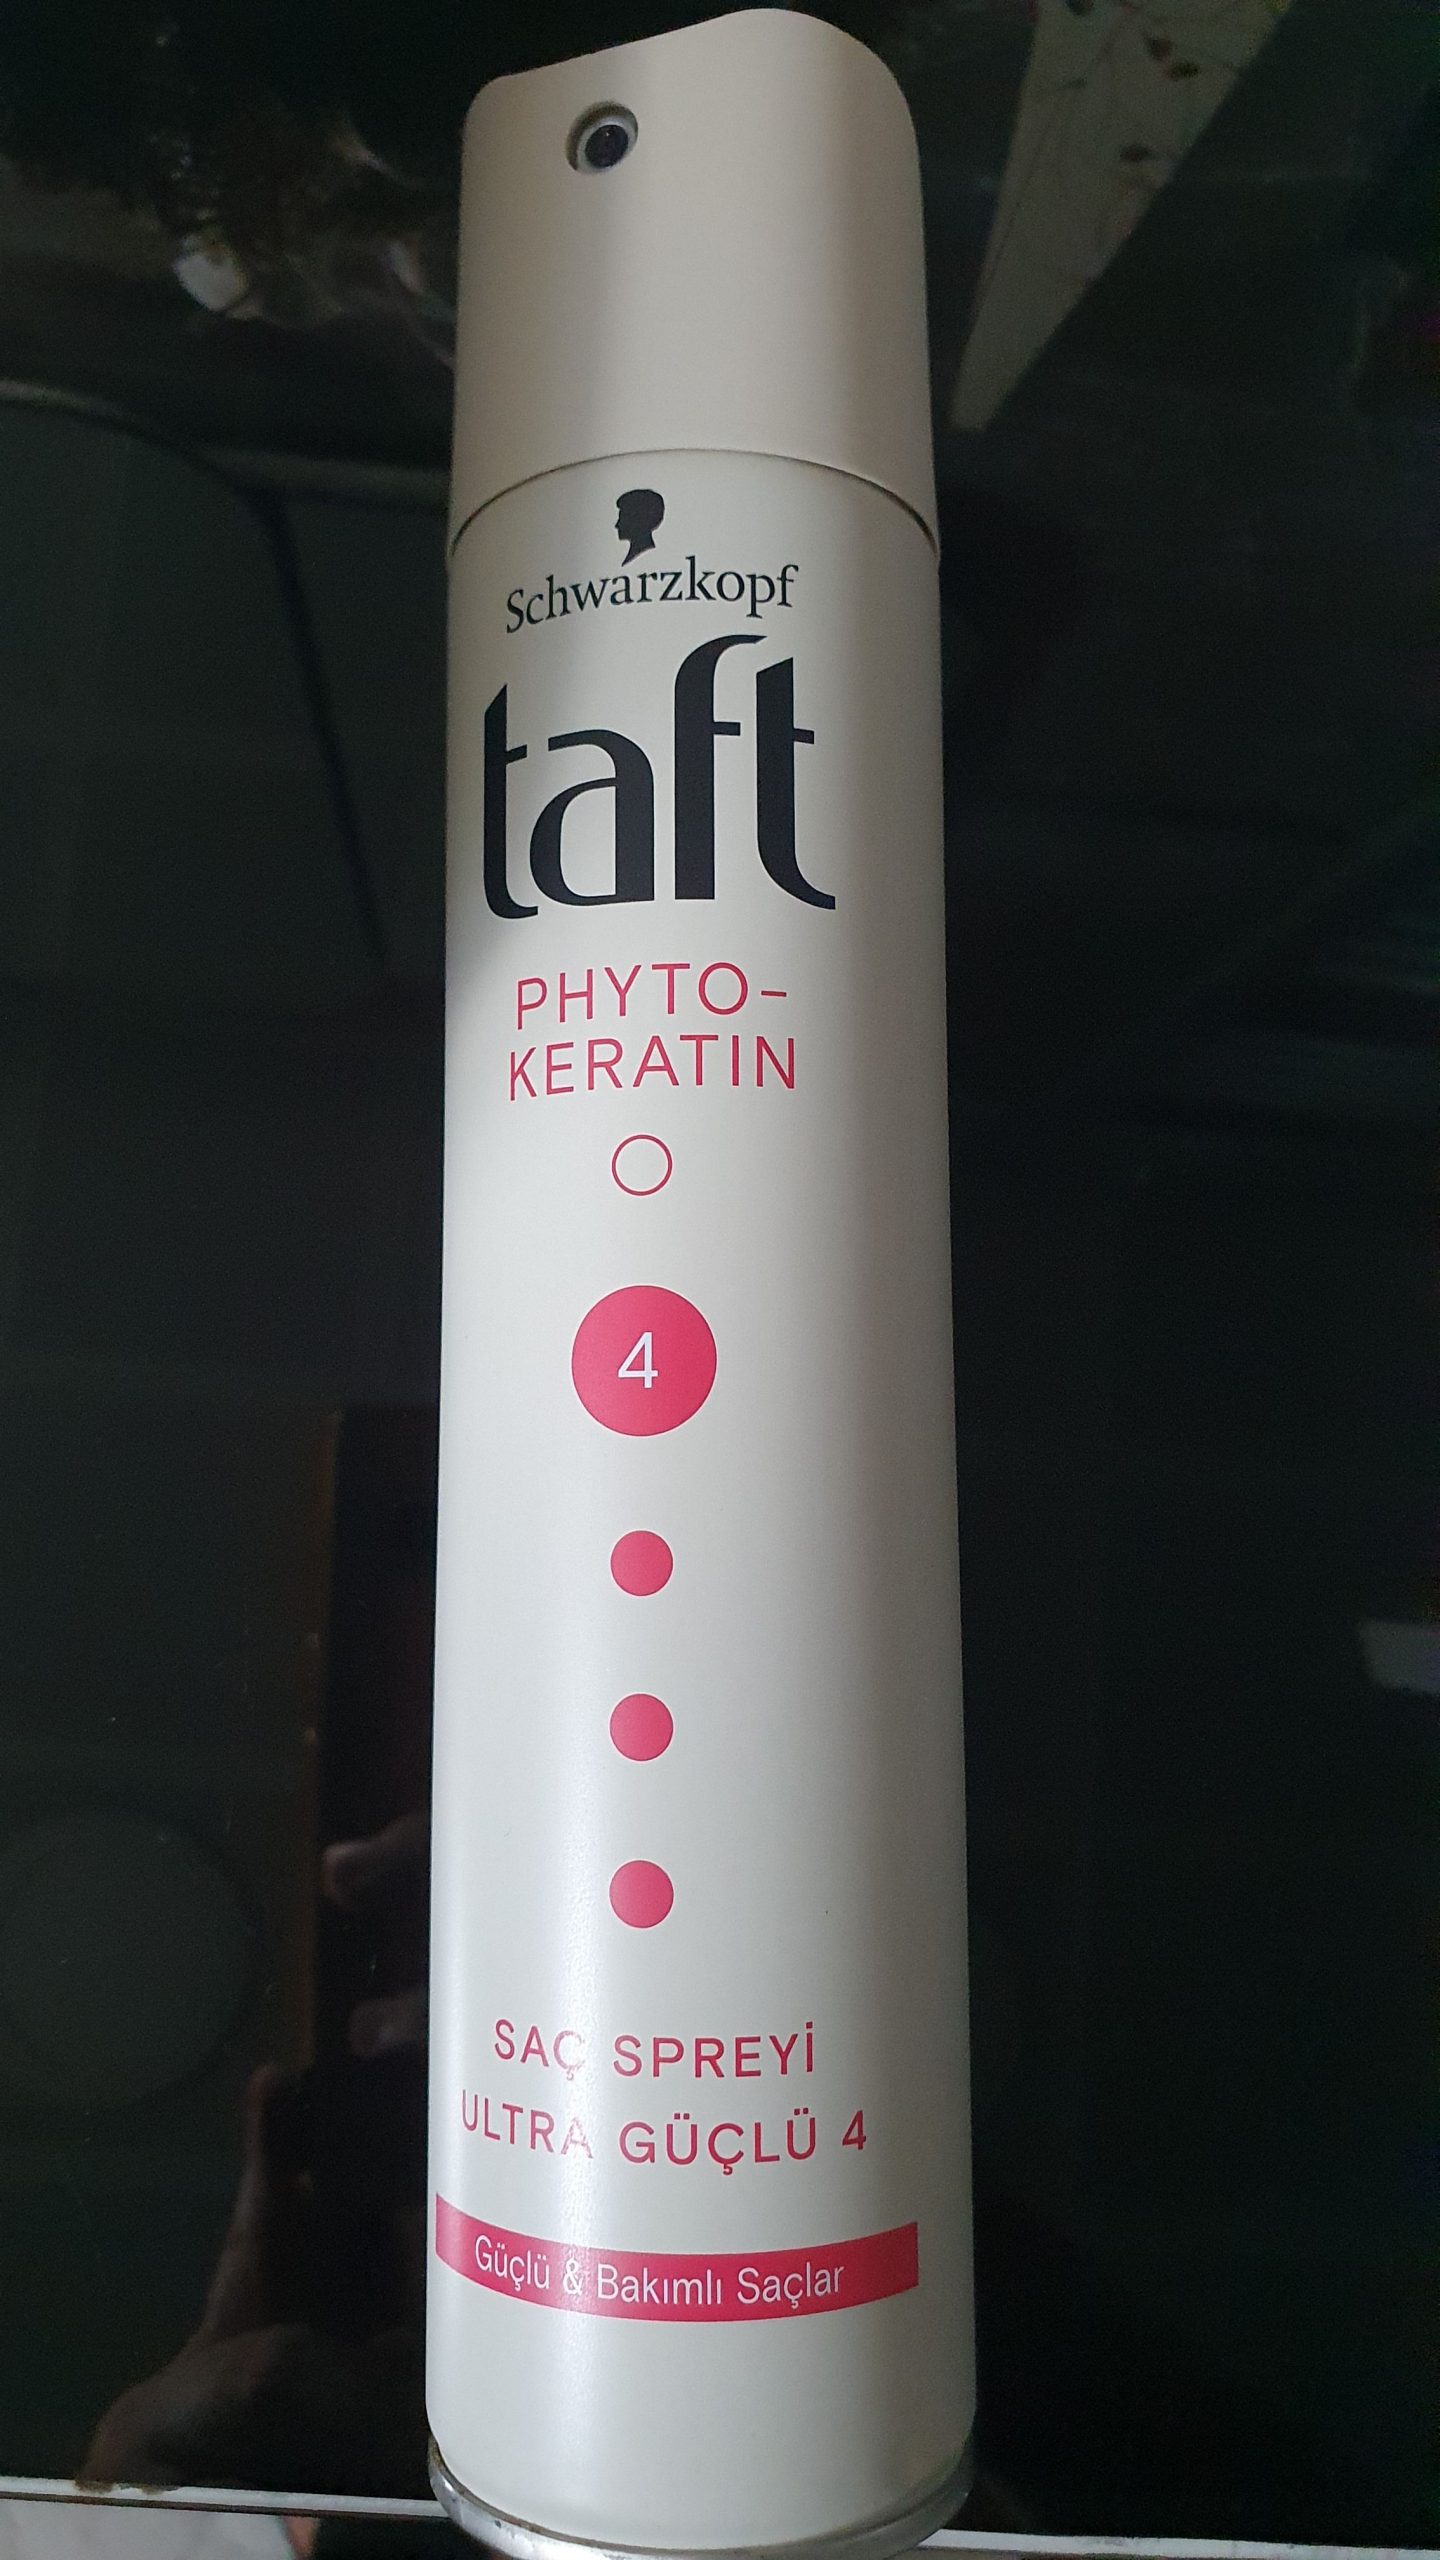 Schwarzkopf
taft
PHYTO-
KERATIN
4
SAÇ SPREYİ
ULTRA GÜÇLÜ 4
Güçlü & Bakımlı Saçlar